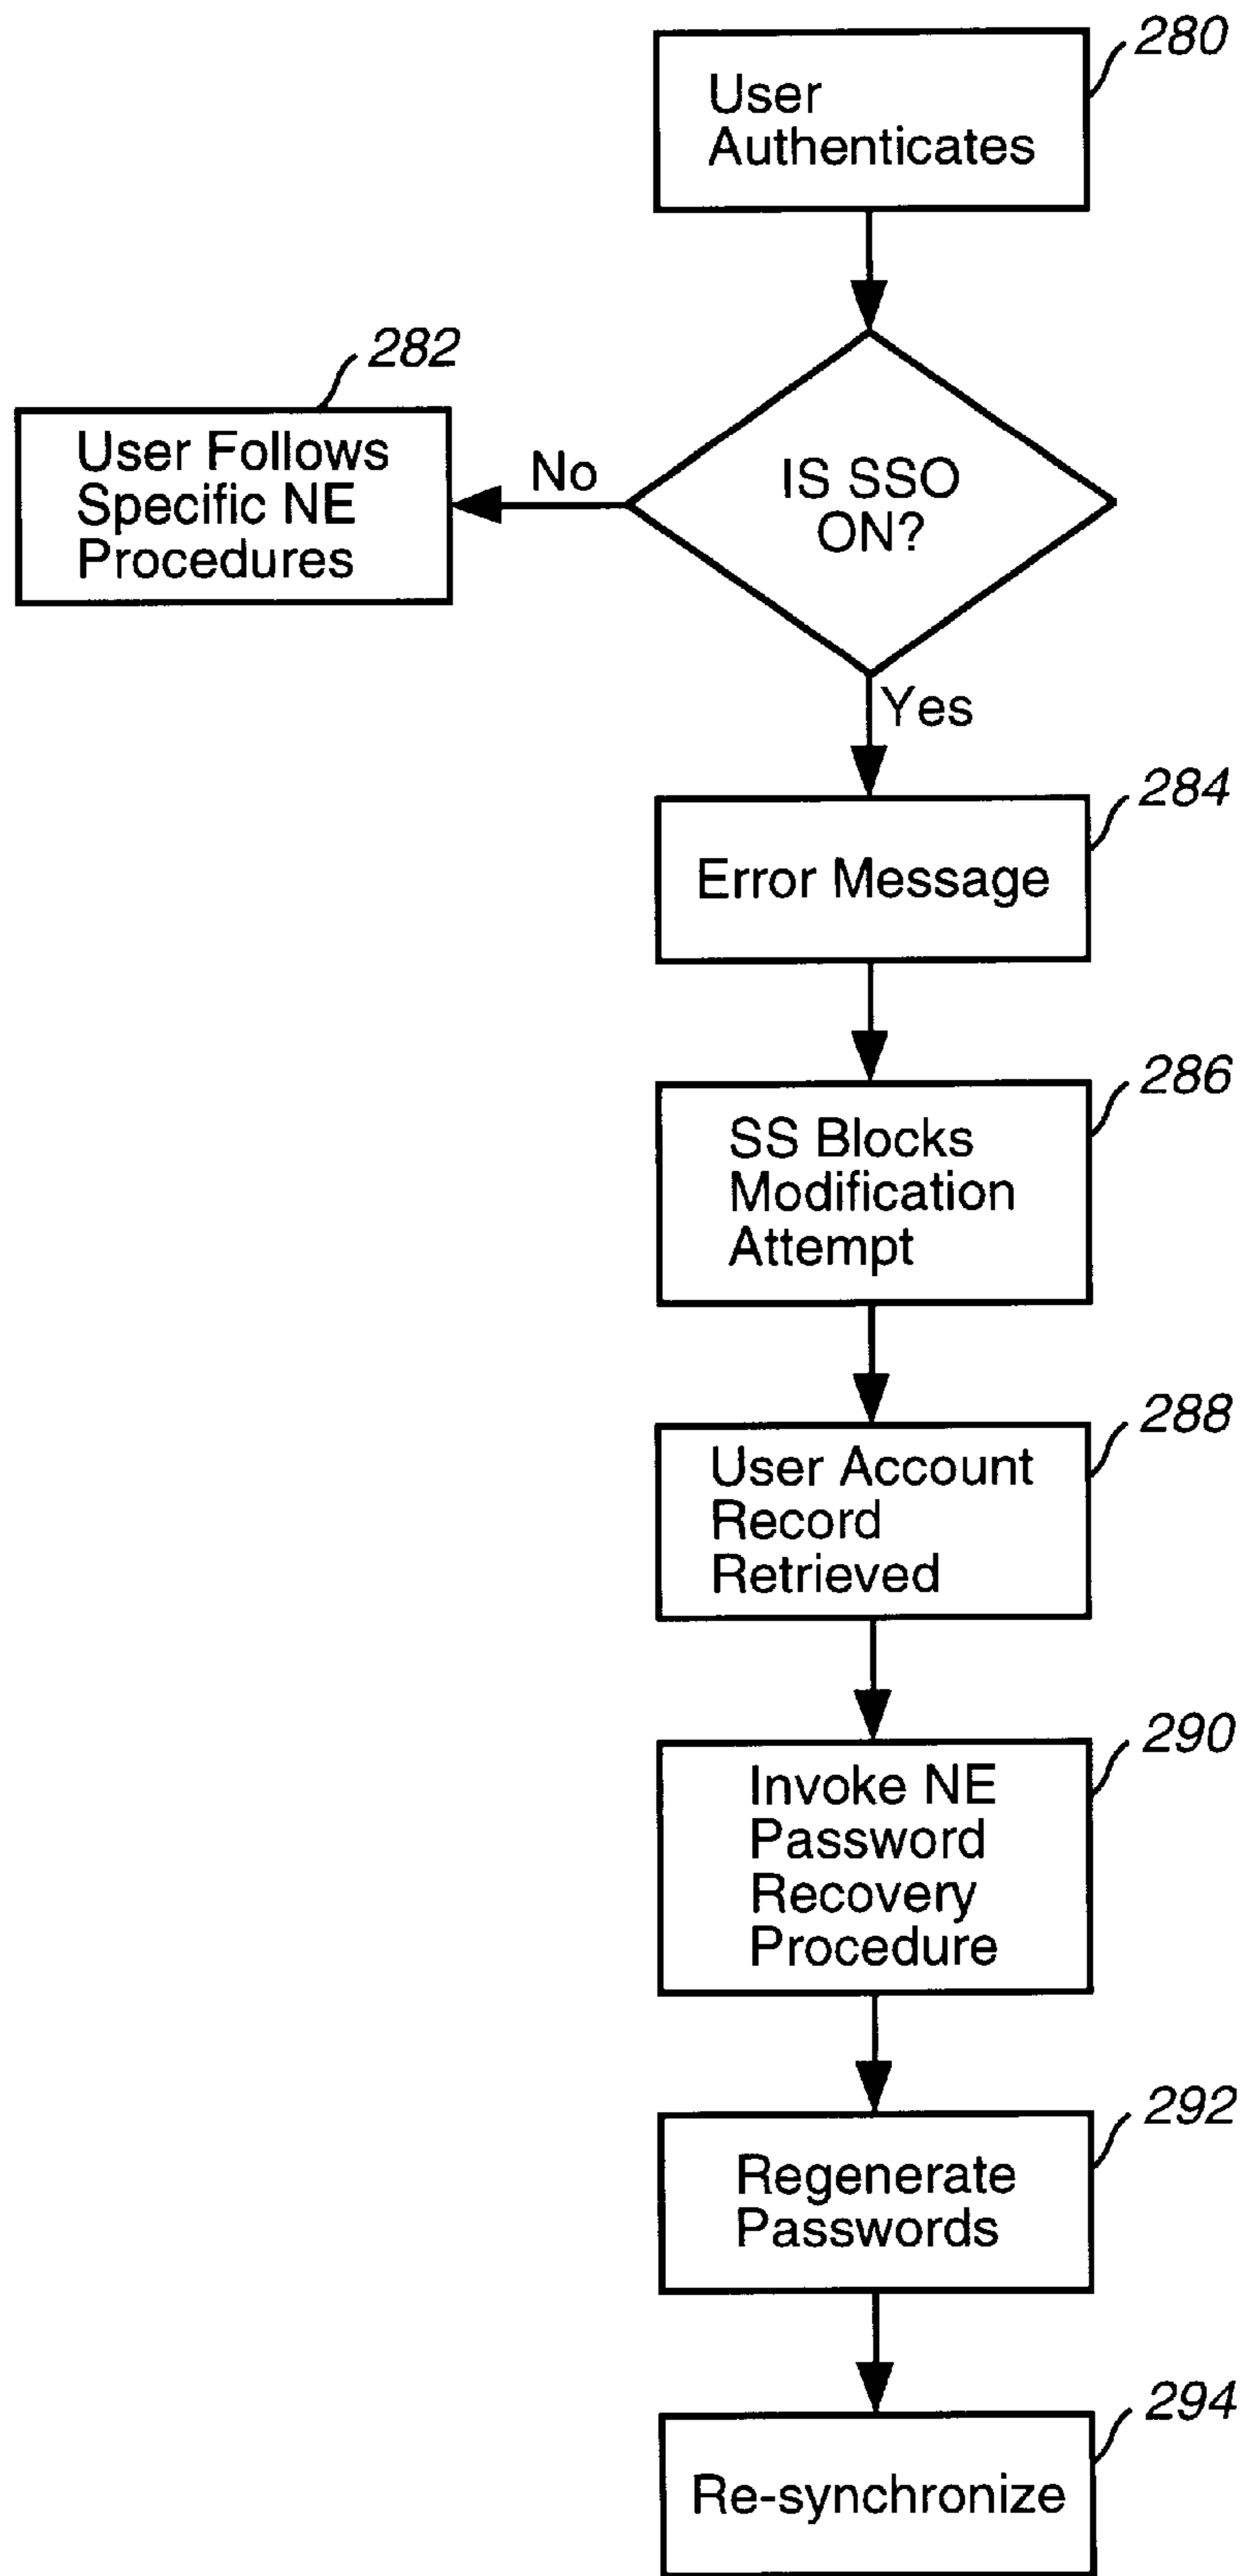 280
User
Authenticates
282
User Follows
Specific NE
Procedures
No
IS SSO
ON?
Yes
284
Error Message
286
SS Blocks
Modification
Attempt
288
User Account
Record
Retrieved
290
Invoke NE
Password
Recovery
Procedure
292
Regenerate
Passwords
294
Re-synchronize